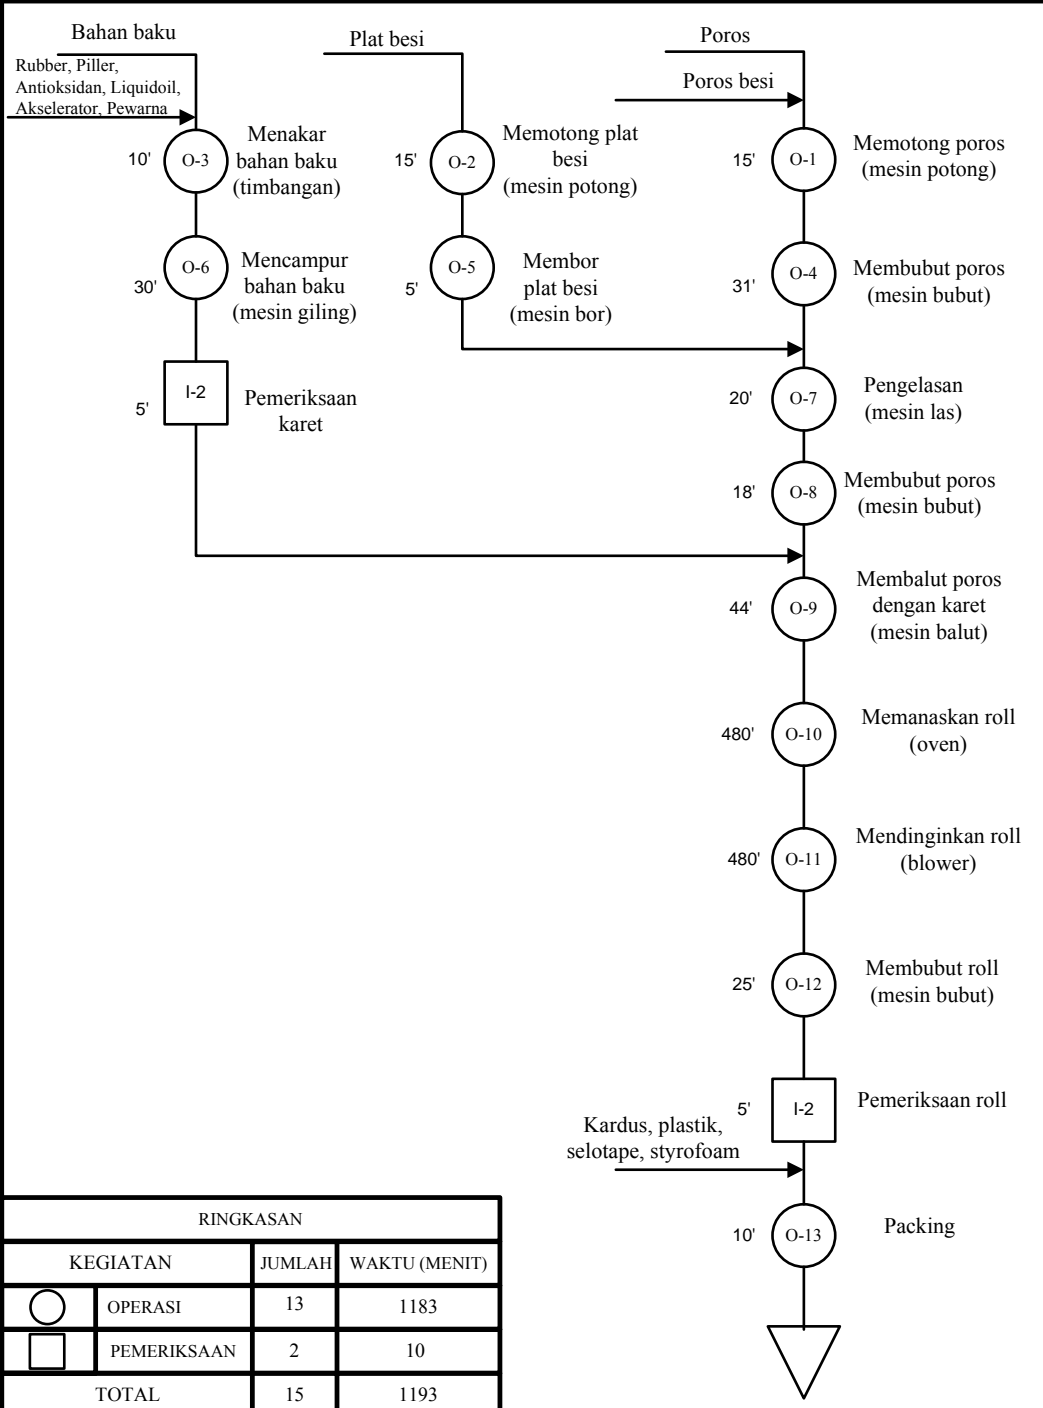 Bahan baku
Rubber, Piller,
Antioksidan, Liquidoil,
Akselerator, Pewarna
10'
O-3
Menakar
bahan baku
(timbangan)
30'
O-6
Mencampur
bahan baku
(mesin giling)
5'
I-2
Pemeriksaan
karet
Plat besi
15'
O-2
Memotong plat
besi
(mesin potong)
5'
O-5
Membor
plat besi
(mesin bor)
Poros
Poros besi
15'
O-1
Memotong poros
(mesin potong)
31'
O-4
Membubut poros
(mesin bubut)
20'
O-7
Pengelasan
(mesin las)
18'
O-8
Membubut poros
(mesin bubut)
44'
O-9
Membalut poros
dengan karet
(mesin balut)
480'
O-10
Memanaskan roll
(oven)
480'
O-11
Mendinginkan roll
(blower)
25'
O-12
Membubut roll
(mesin bubut)
5'
I-2
Pemeriksaan roll
Kardus, plastik,
selotape, styrofoam
10'
O-13
Packing
RINGKASAN
KEGIATAN JUMLAH WAKTU (MENIT)
OPERASI 13 1183
PEMERIKSAAN 2 10
TOTAL 15 1193